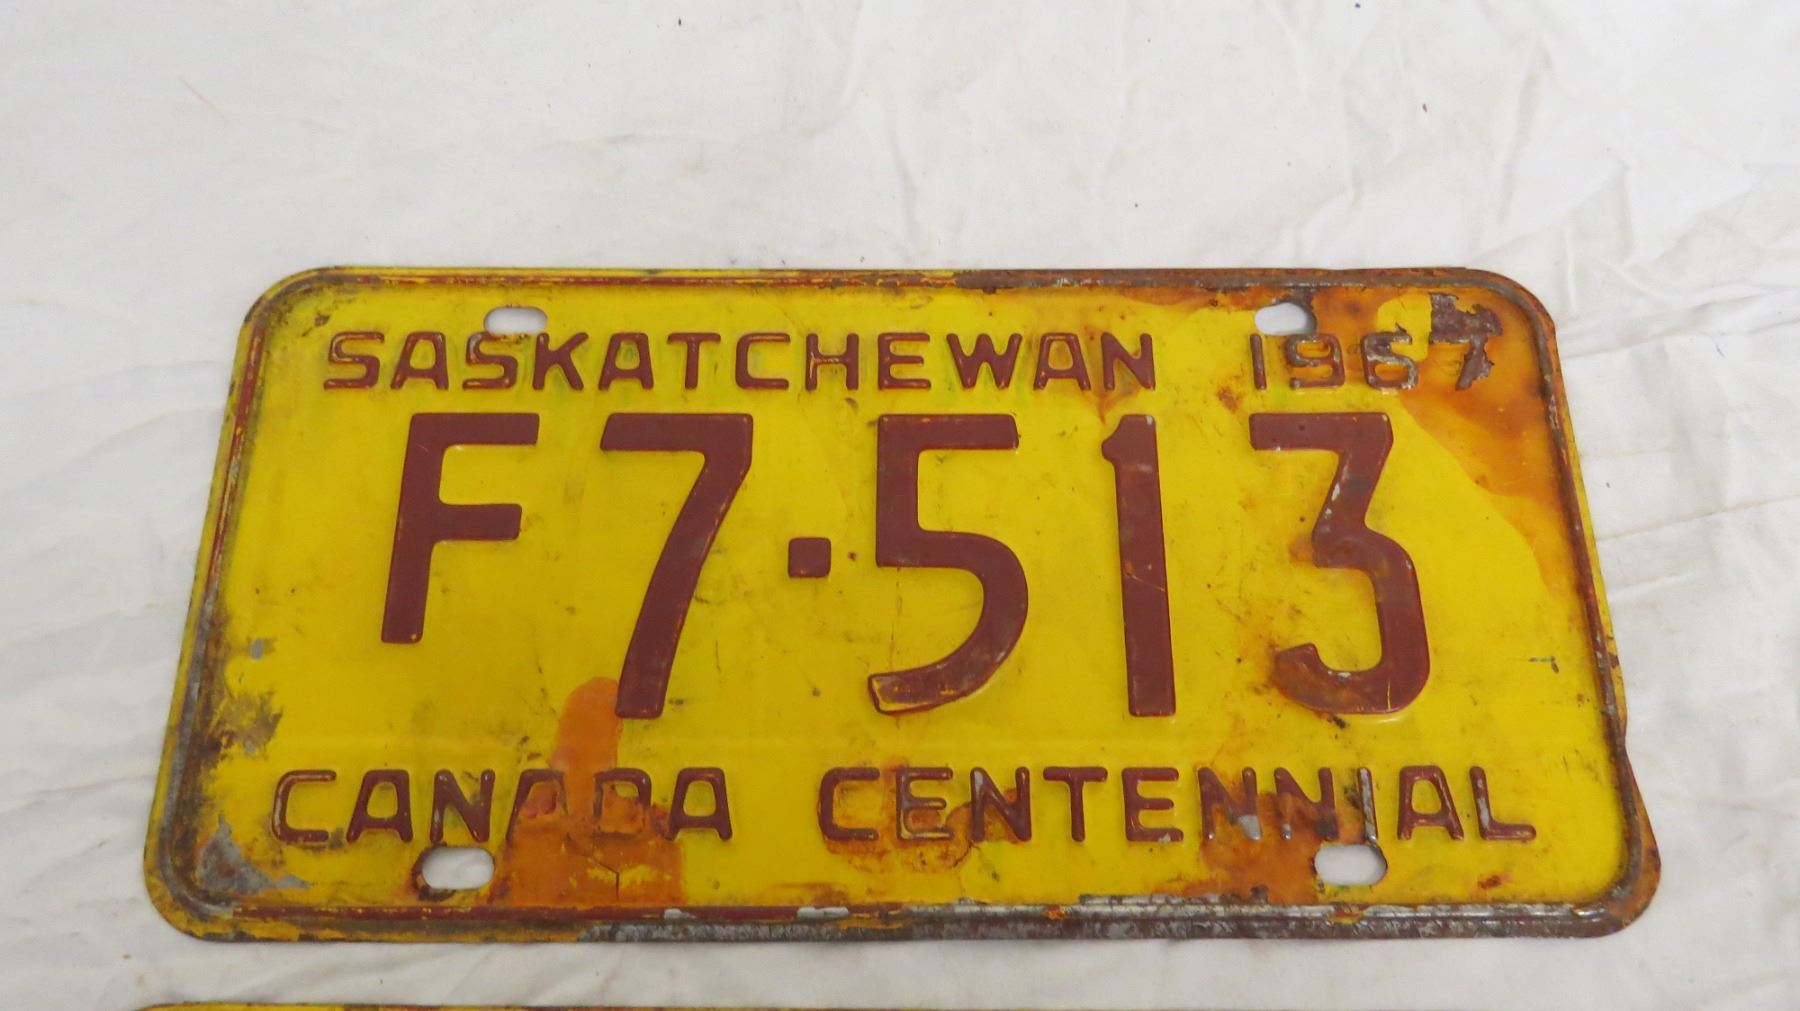 SASKATCHEWAN 1967
F7·513
CANADA CENTENNIAL